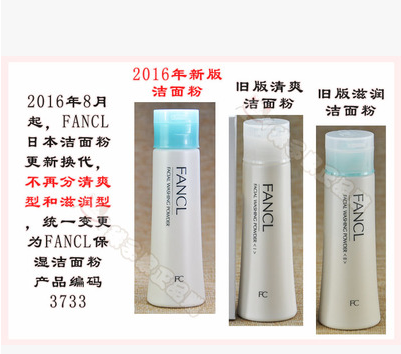 2016年8月
起，FANCL
日本洁面粉
更新换代，
不再分清爽
型和滋润型
，统一变更
为FANCL保
湿洁面粉
产品编码
3733
2016年新版
洁面粉
旧版清爽
洁面粉
旧版滋润
洁面粉
FANCL
FACIAL WASHING POWDER
FC
FANCL
FACIAL WASHING POWDER < I >
FC
FANCL
FACIAL WASHING POWDER < II >
FC